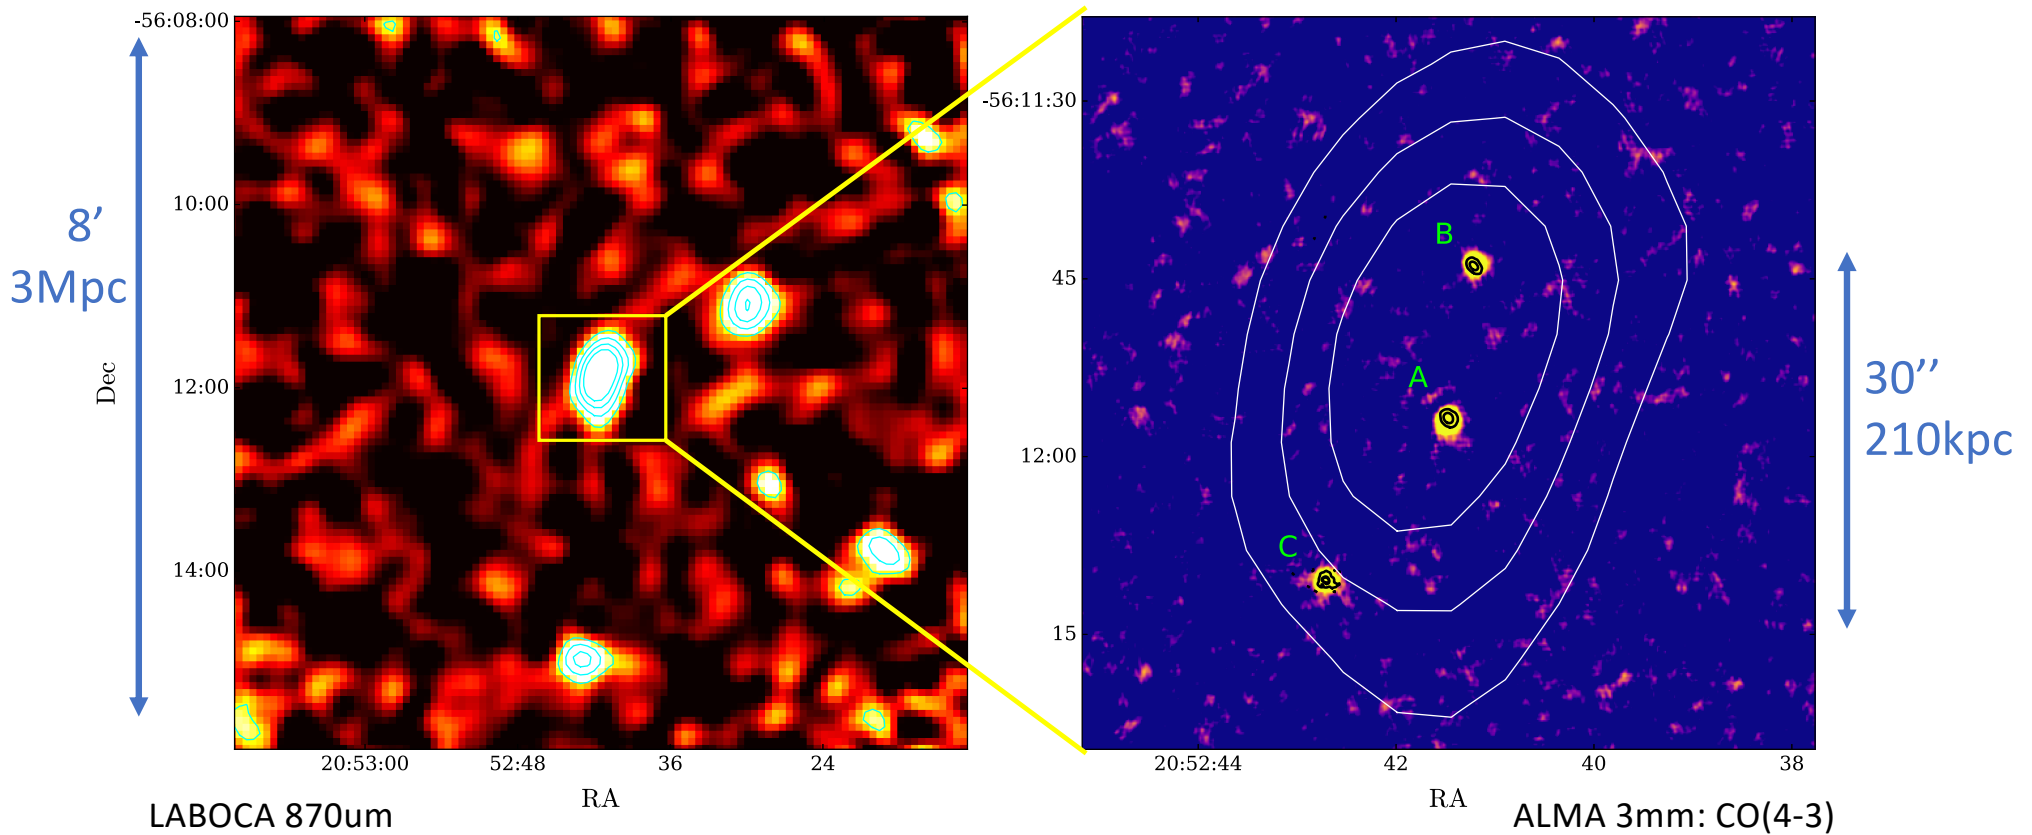 -56:08:00
10:00
12:00
14:00
Dec
8’
3Mpc
20:53:00 52:48 36 24
RA
LABOCA 870um
-56:11:30
45
12:00
15
B
A
C
20:52:44 42 40 38
RA
30’’
210kpc
ALMA 3mm: CO(4-3)